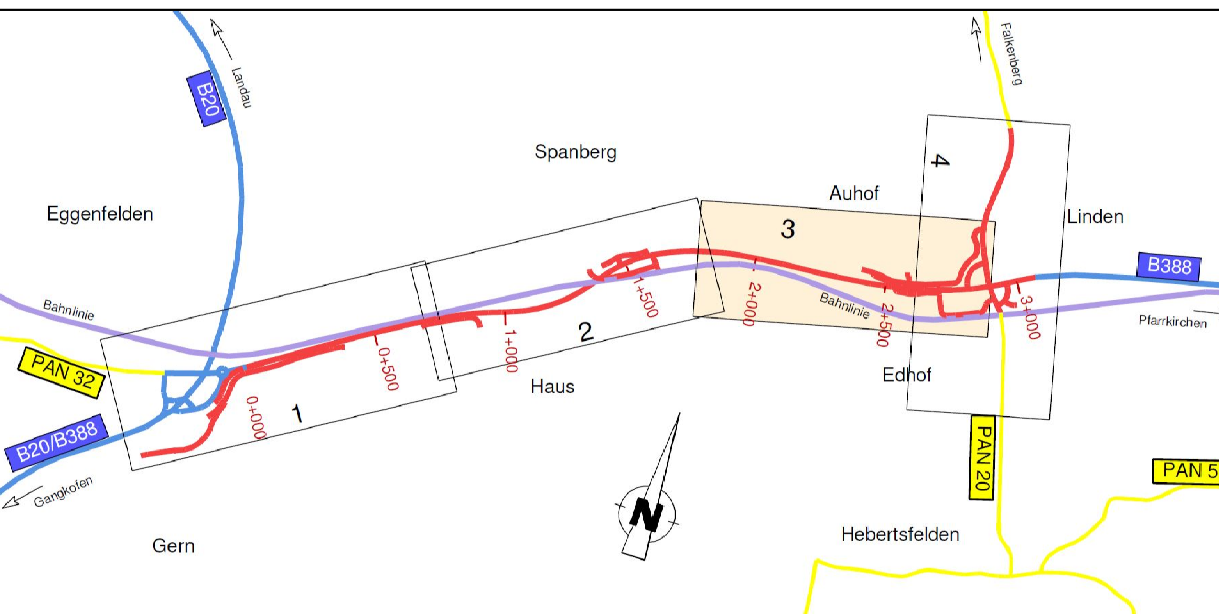 Falkenberg
Landau
B20
Spanberg
4
Auhof
Eggenfelden
Linden
3
B388
Bahnlinie
1+500
2+000
Bahnlinie
2+500
3+000
Pfarrkirchen
PAN 32
0+500
1+000
2
Haus
Edhof
0+000
1
B20/B388
Gangkofen
PAN 20
PAN 5
N
Gern
Hebertsfelden